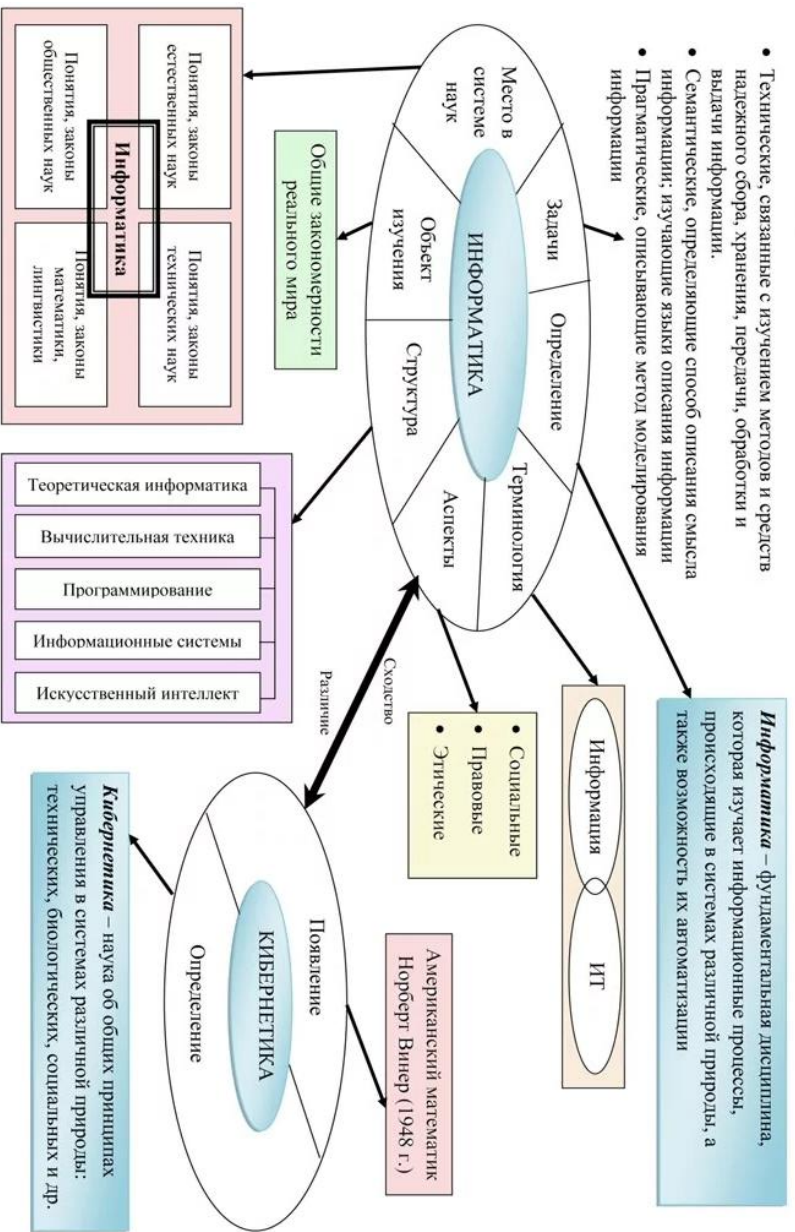 • Технические, связанные с изучением методов и средств
надежного сбора, хранения, передачи, обработки и
выдачи информации.
• Семантические, определяющие способ описания смысла
информации; изучающие языки описания информации
• Прагматические, описывающие метод моделирования
информации
Информатика – фундаментальная дисциплина,
которая изучает информационные процессы,
происходящие в системах различной природы, а
также возможность их автоматизации
Информация
ИТ
Место в
системе
наук
Задачи
Определение
Терминология
ИНФОРМАТИКА
Объект
изучения
Структура
Аспекты
• Социальные
• Правовые
• Этические
Общие закономерности
реального мира
Сходство
Различие
Американский математик
Норберт Винер (1948 г.)
Появление
КИБЕРНЕТИКА
Определение
Понятия, законы
естественных наук
Понятия, законы
технических наук
Информатика
Понятия, законы
общественных наук
Понятия, законы
математики,
лингвистики
Теоретическая информатика
Вычислительная техника
Программирование
Информационные системы
Искусственный интеллект
Кибернетика – наука об общих принципах
управления в системах различной природы:
технических, биологических, социальных и др.